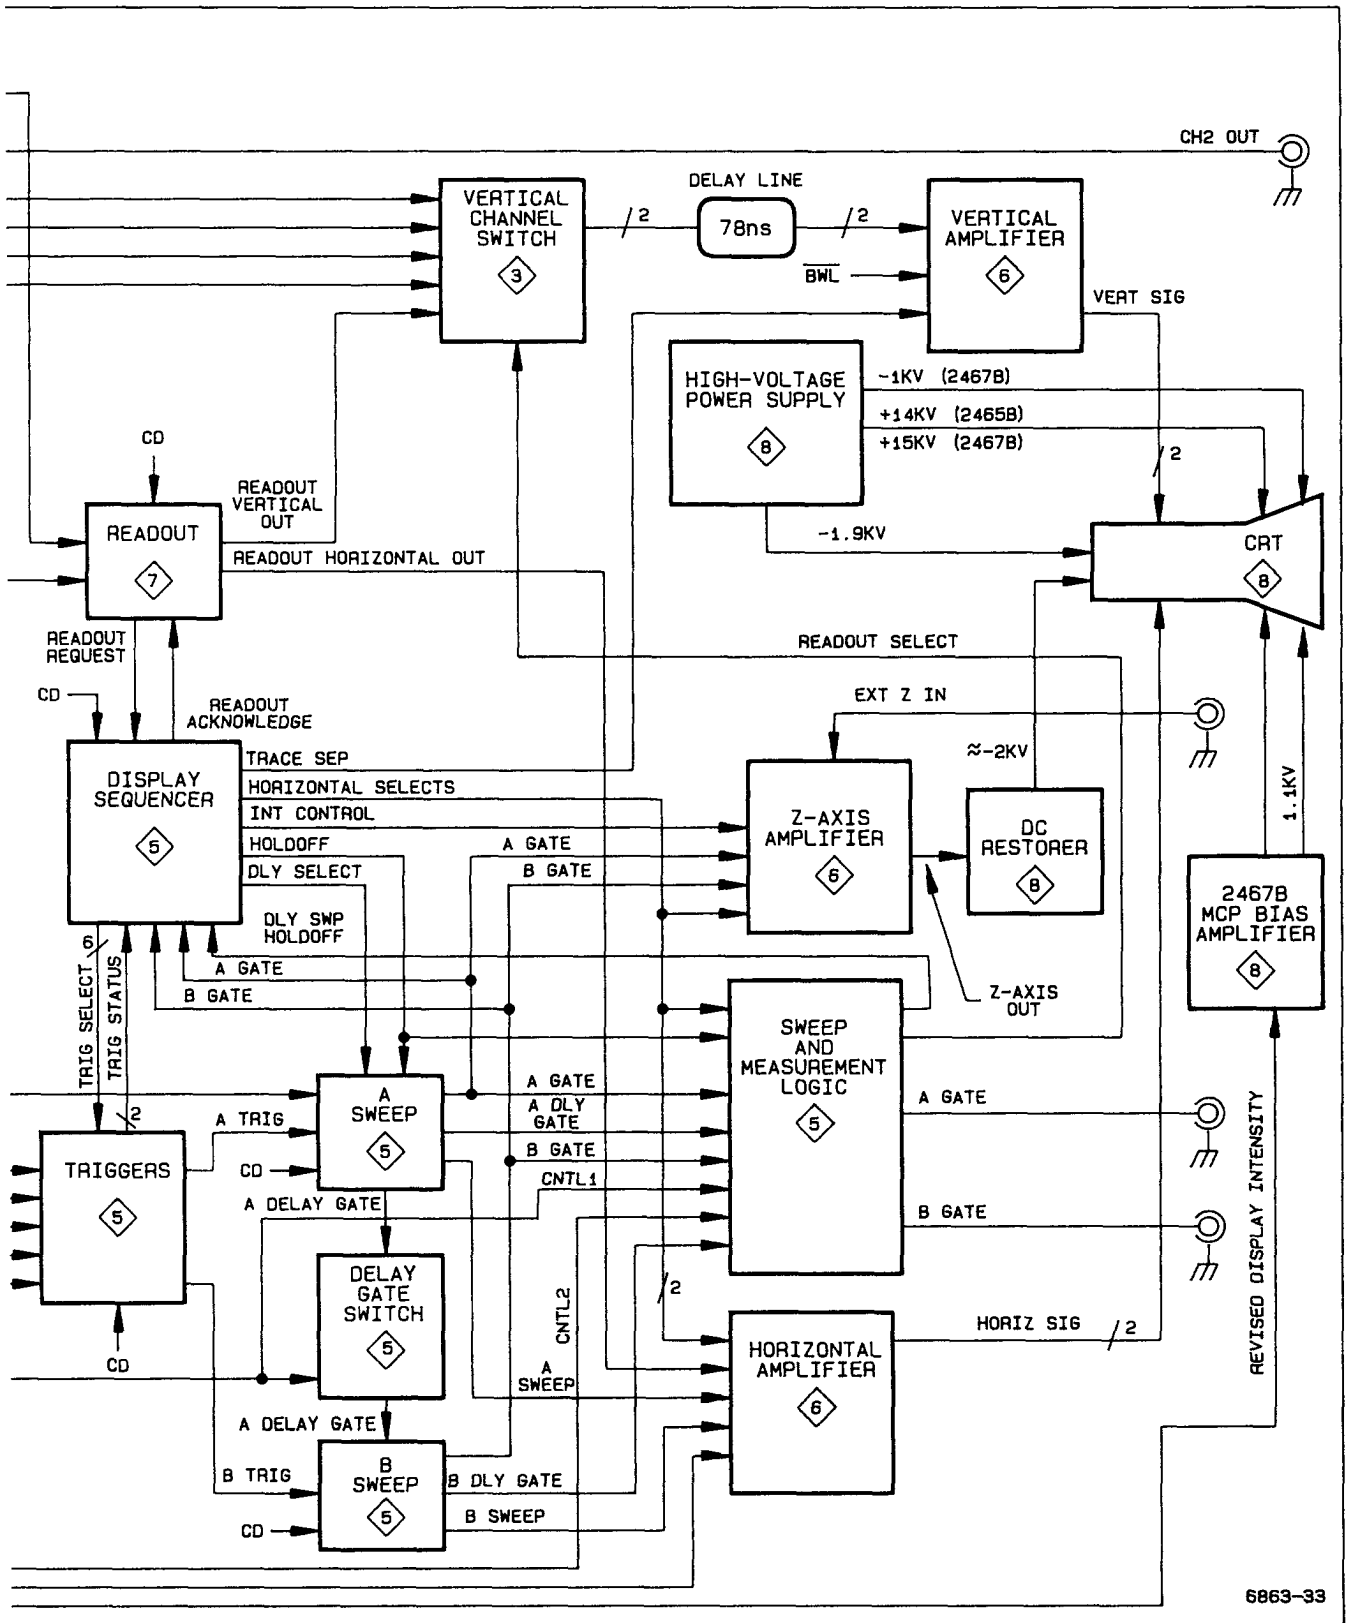 CH2 OUT
VERTICAL
CHANNEL
SWITCH
3
2
DELAY LINE
78ns
2
BWL
VERTICAL
AMPLIFIER
6
VERT SIG
HIGH-VOLTAGE
POWER SUPPLY
8
-1KV (2467B)
+14KV (2465B)
+15KV (2467B)
2
-1.9KV
CRT
8
CD
READOUT
7
READOUT
VERTICAL
OUT
READOUT HORIZONTAL OUT
READOUT
REQUEST
READOUT
ACKNOWLEDGE
READOUT SELECT
CD
DISPLAY
SEQUENCER
5
TRACE SEP
HORIZONTAL SELECTS
INT CONTROL
HOLDOFF
DLY SELECT
DLY SWP
HOLDOFF
A GATE
B GATE
EXT Z IN
A GATE
B GATE
Z-AXIS
AMPLIFIER
6
≈-2KV
DC
RESTORER
8
Z-AXIS
OUT
1.1KV
2467B
MCP BIAS
AMPLIFIER
8
6
TRIG SELECT
TRIG STATUS
2
TRIGGERS
5
CD
A TRIG
CD
A
SWEEP
5
A GATE
A DLY
GATE
B GATE
CNTL1
SWEEP
AND
MEASUREMENT
LOGIC
5
A GATE
B GATE
A DELAY GATE
DELAY
GATE
SWITCH
5
CNTL2
2
A
SWEEP
HORIZONTAL
AMPLIFIER
6
HORIZ SIG
2
REVISED DISPLAY INTENSITY
A DELAY GATE
B TRIG
CD
B
SWEEP
5
B DLY GATE
B SWEEP
6863-33